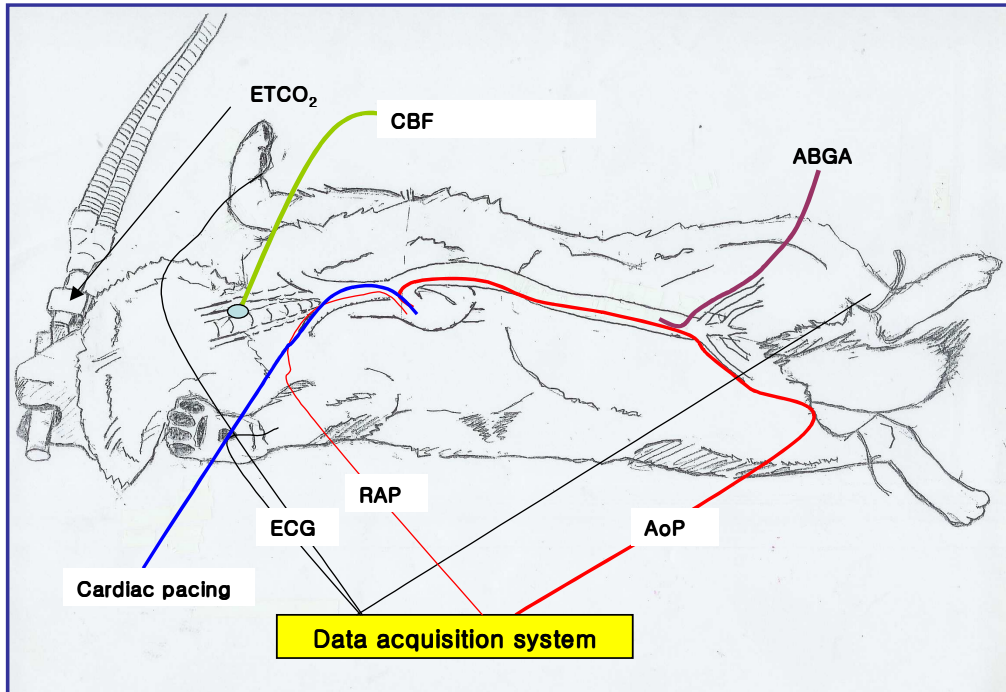 ETCO₂
CBF
ABGA
RAP
ECG
AoP
Cardiac pacing
Data acquisition system